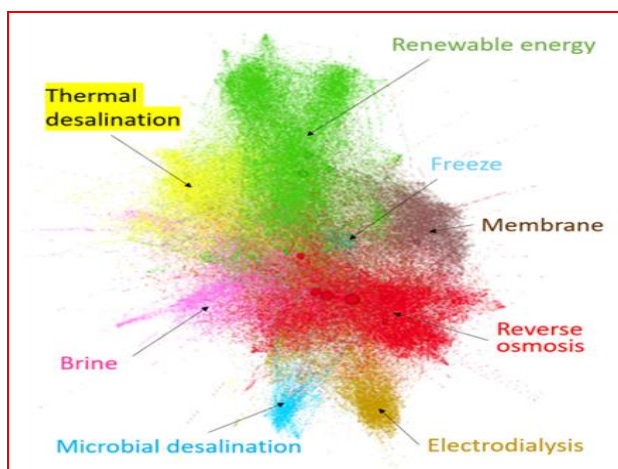 Renewable energy
Thermal
desalination
Freeze
Membrane
Reverse
osmosis
Brine
Microbial desalination
Electrodialysis